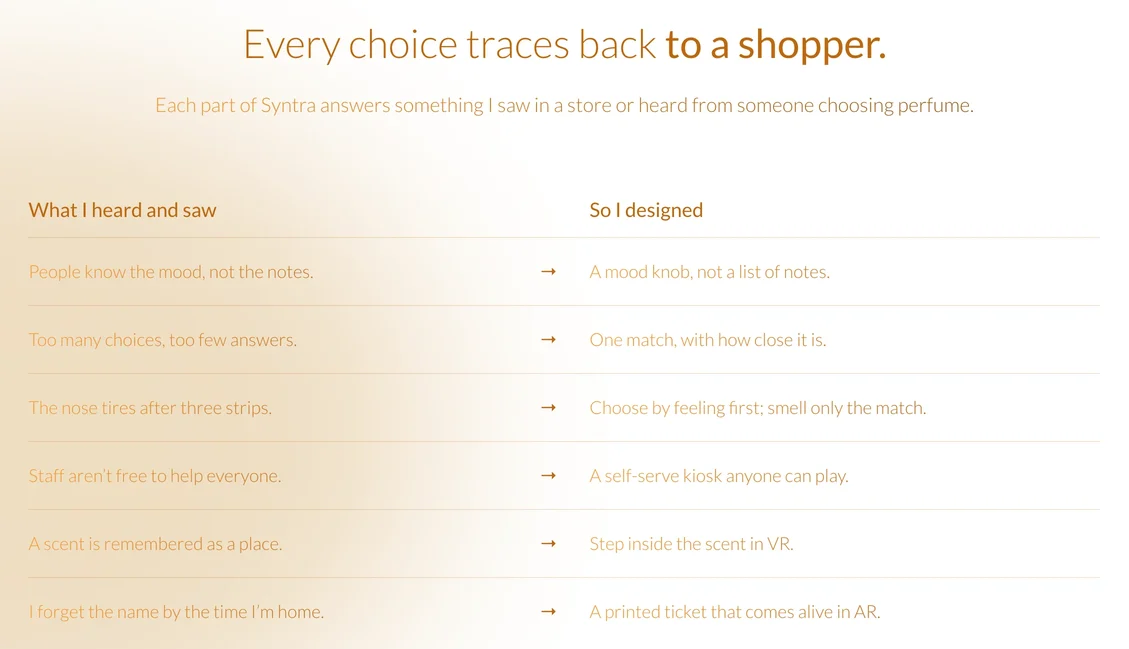 Every choice traces back to a shopper.
Each part of Syntra answers something I saw in a store or heard from someone choosing perfume.
What I heard and saw So I designed
People know the mood, not the notes. → A mood knob, not a list of notes.
Too many choices, too few answers. → One match, with how close it is.
The nose tires after three strips. → Choose by feeling first; smell only the match.
Staff aren’t free to help everyone. → A self-serve kiosk anyone can play.
A scent is remembered as a place. → Step inside the scent in VR.
I forget the name by the time I’m home. → A printed ticket that comes alive in AR.